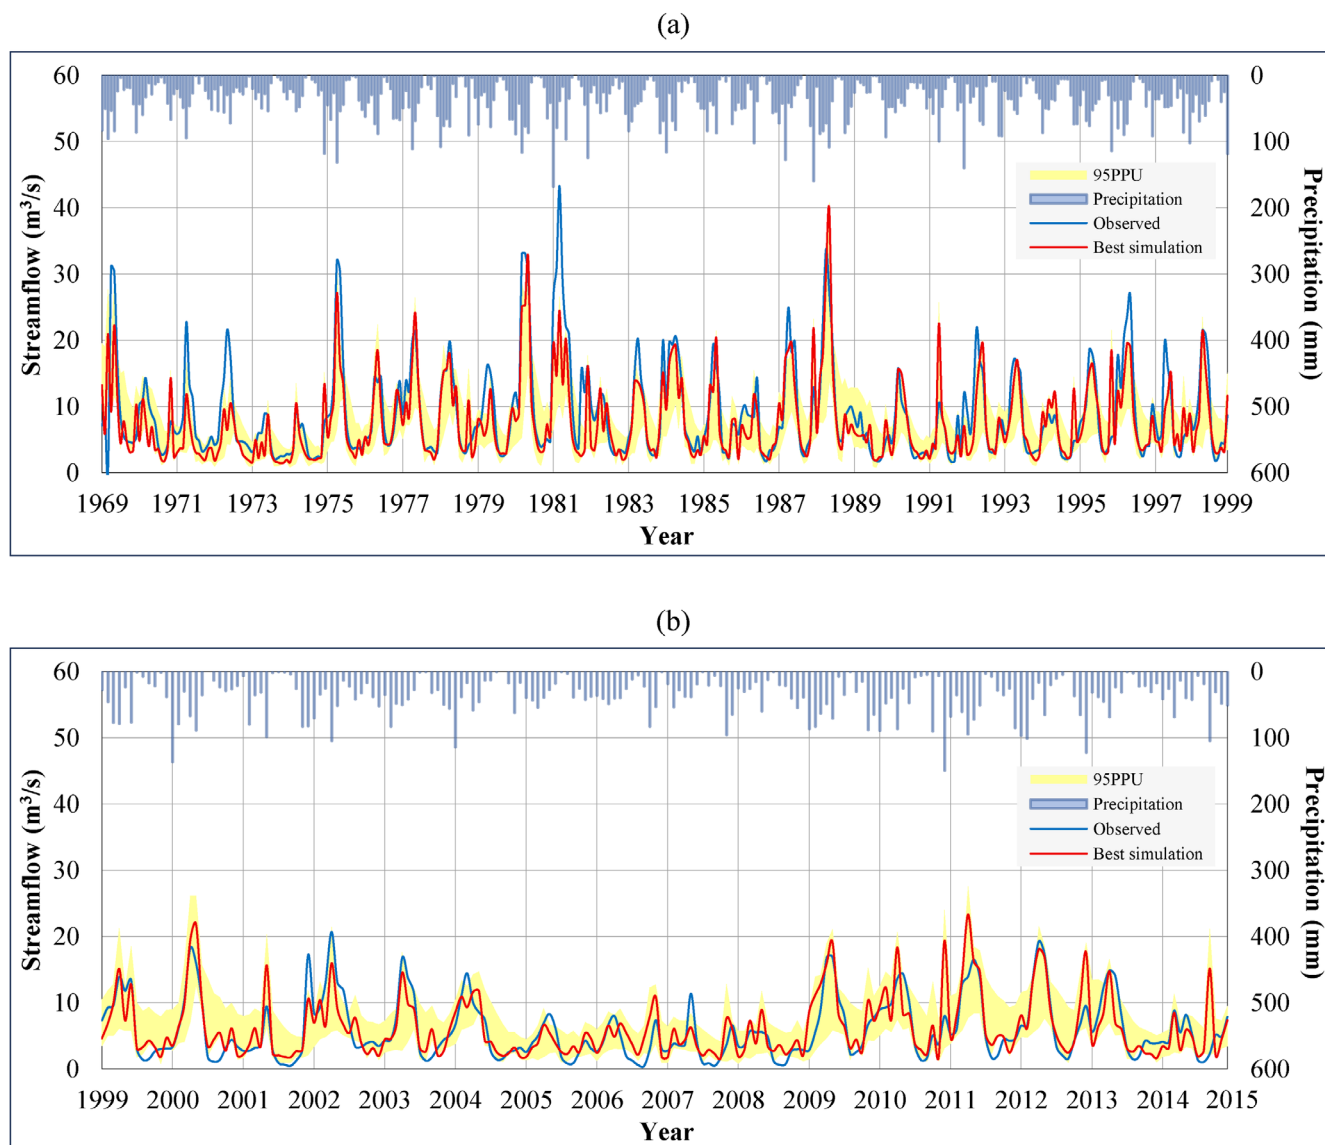 (a)
60 50 40 30 20 10 0
Streamflow (m³/s)
0 100 200 300 400 500 600
Precipitation (mm)
95PPU
Precipitation
Observed
Best simulation
1969 1971 1973 1975 1977 1979 1981 1983 1985 1987 1989 1991 1993 1995 1997 1999
Year
(b)
60 50 40 30 20 10 0
Streamflow (m³/s)
0 100 200 300 400 500 600
Precipitation (mm)
95PPU
Precipitation
Observed
Best simulation
1999 2000 2001 2002 2003 2004 2005 2006 2007 2008 2009 2010 2011 2012 2013 2014 2015
Year